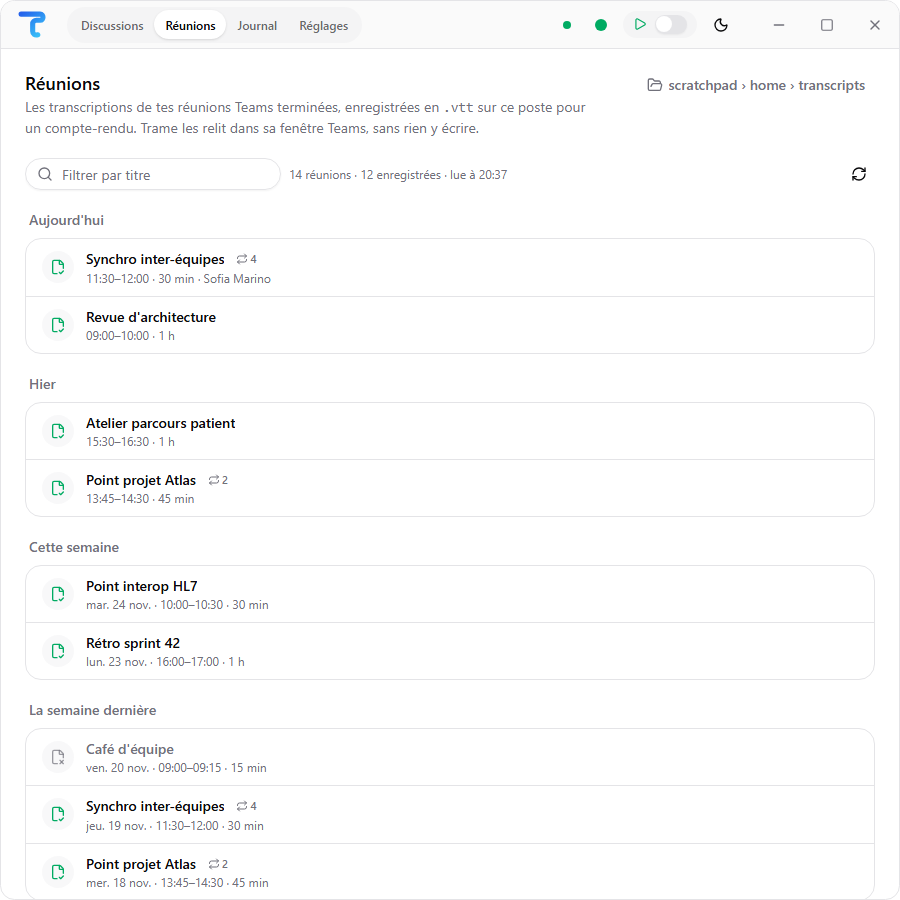 Discussions Réunions Journal Réglages
Réunions
scratchpad › home › transcripts
Les transcriptions de tes réunions Teams terminées, enregistrées en .vtt sur ce poste pour
un compte-rendu. Trame les relit dans sa fenêtre Teams, sans rien y écrire.
Filtrer par titre
14 réunions · 12 enregistrées · lue à 20:37
Aujourd'hui
Synchro inter-équipes 4
11:30–12:00 · 30 min · Sofia Marino
Revue d'architecture
09:00–10:00 · 1 h
Hier
Atelier parcours patient
15:30–16:30 · 1 h
Point projet Atlas 2
13:45–14:30 · 45 min
Cette semaine
Point interop HL7
mar. 24 nov. · 10:00–10:30 · 30 min
Rétro sprint 42
lun. 23 nov. · 16:00–17:00 · 1 h
La semaine dernière
Café d'équipe
ven. 20 nov. · 09:00–09:15 · 15 min
Synchro inter-équipes 4
jeu. 19 nov. · 11:30–12:00 · 30 min
Point projet Atlas 2
mer. 18 nov. · 13:45–14:30 · 45 min